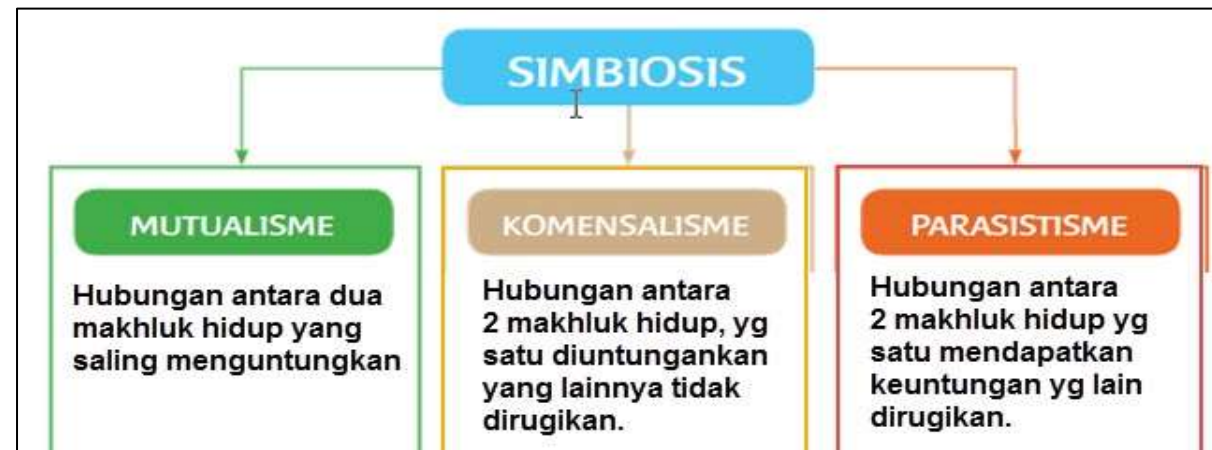 SIMBIOSIS
MUTUALISME
Hubungan antara dua
makhluk hidup yang
saling menguntungkan
KOMENSALISME
Hubungan antara
2 makhluk hidup, yg
satu diuntungankan
yang lainnya tidak
dirugikan.
PARASISTISME
Hubungan antara
2 makhluk hidup yg
satu mendapatkan
keuntungan yg lain
dirugikan.